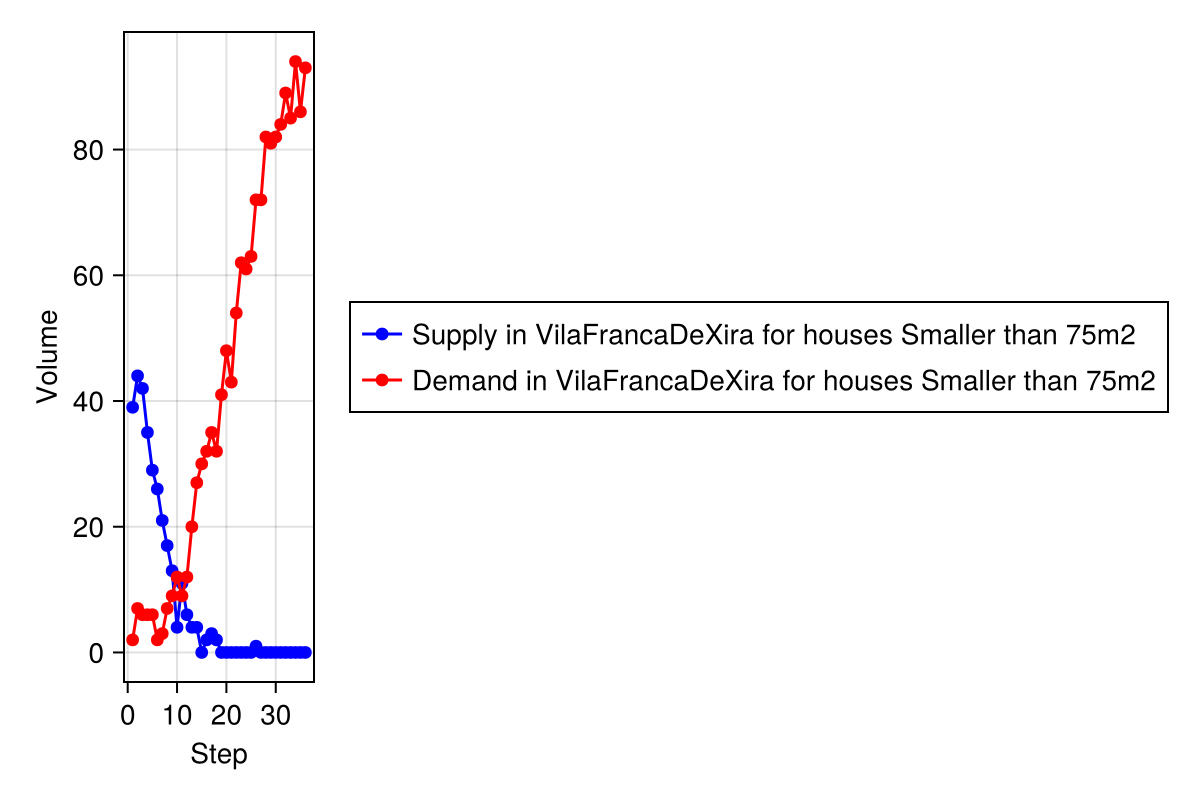 Volume
80
60
40
20
0
0 10 20 30
Step
Supply in VilaFrancaDeXira for houses Smaller than 75m2
Demand in VilaFrancaDeXira for houses Smaller than 75m2